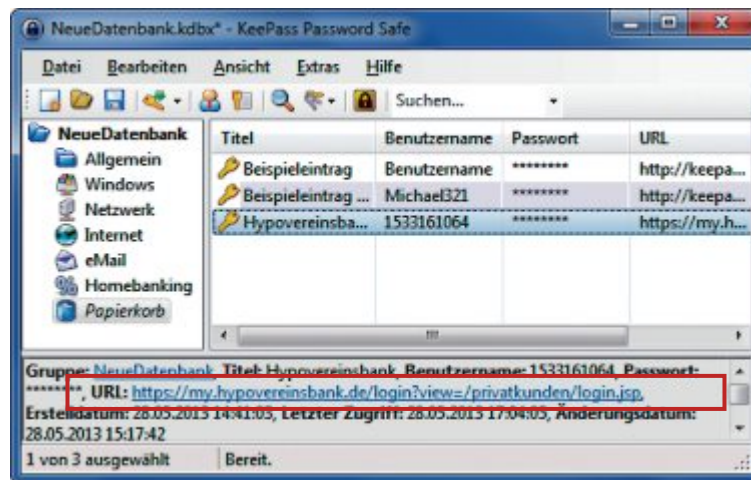 NeueDatenbank.kdbx* - KeePass Password Safe
Datei Bearbeiten Ansicht Extras Hilfe
Suchen...
NeueDatenbank
Allgemein
Windows
Netzwerk
Internet
eMail
Homebanking
Papierkorb
Titel Benutzername Passwort URL
Beispieleintrag Benutzername ******** http://keepa...
Beispieleintrag ... Michael321 ******** http://keepa...
Hypovereinsba... 1533161064 ******** https://my.h...
Gruppe: NeueDatenbank, Titel: Hypovereinsbank, Benutzername: 1533161064, Passwort:
********, URL: https://my.hypovereinsbank.de/login?view=/privatkunden/login.jsp,
Erstelldatum: 28.05.2013 14:41:05, Letzter Zugriff: 28.05.2013 17:04:05, Änderungsdatum:
28.05.2013 15:17:42
1 von 3 ausgewählt Bereit.